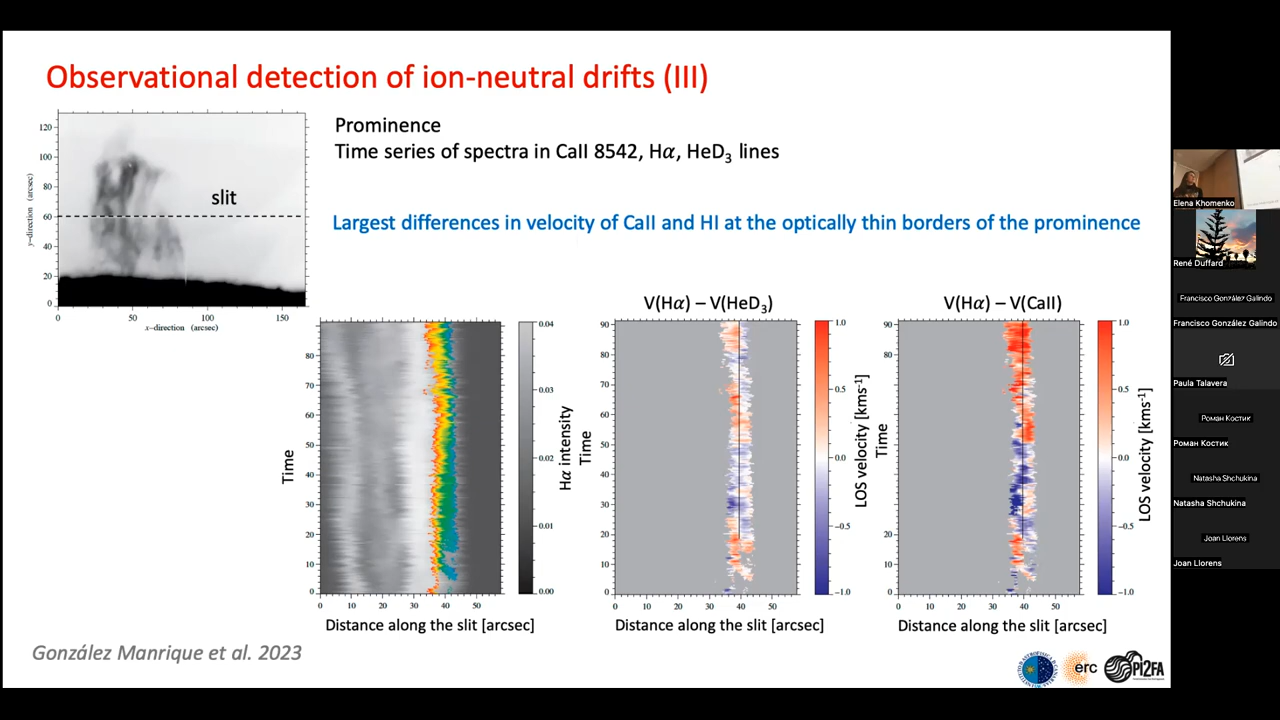 Observational detection of ion-neutral drifts (III)
Prominence
Time series of spectra in CaII 8542, Hα, HeD₃ lines
Largest differences in velocity of CaII and HI at the optically thin borders of the prominence
120
100
80
60
40
20
0
y-direction (arcsec)
slit
0 50 100 150
x-direction (arcsec)
80
70
60
50
40
30
20
10
0
Time
0 10 20 30 40 50
Distance along the slit [arcsec]
0.04
0.03
0.02
0.01
0.00
Hα intensity
V(Hα) – V(HeD₃)
90
80
60
50
40
30
20
10
0
Time
0 10 20 30 40 50
Distance along the slit [arcsec]
1.0
0.5
0.0
−0.5
−1.0
LOS velocity [kms⁻¹]
V(Hα) – V(CaII)
90
80
20
10
0
Time
0 10 20 30 40 50
Distance along the slit [arcsec]
1.0
0.5
0.0
−0.5
−1.0
LOS velocity [kms⁻¹]
González Manrique et al. 2023
erc
PI2FA
Elena Khomenko
René Duffard
Francisco González Galindo
Francisco González Galindo
Paula Talavera
Роман Костик
Роман Костик
Natasha Shchukina
Natasha Shchukina
Joan Llorens
Joan Llorens